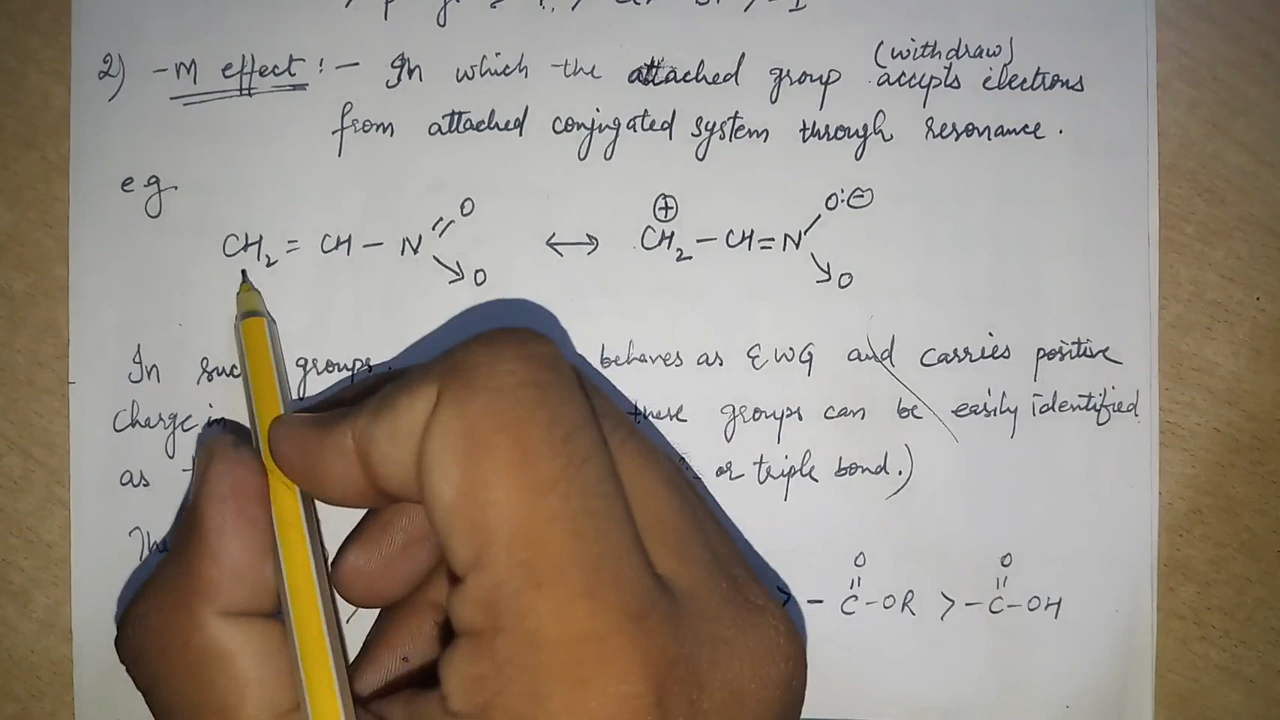 2) -M effect :- In which the attached group accepts electrons
(withdraw)
from attached conjugated system through resonance.
eg.
CH₂ = CH - N =O →O ⟷ ⊕CH₂ - CH = N O:⊖ →O
In groups. behaves as EWG and carries positive
charge in these groups can be easily identified
as or triple bond.)
The
> - C(=O) - OR > - C(=O) - OH